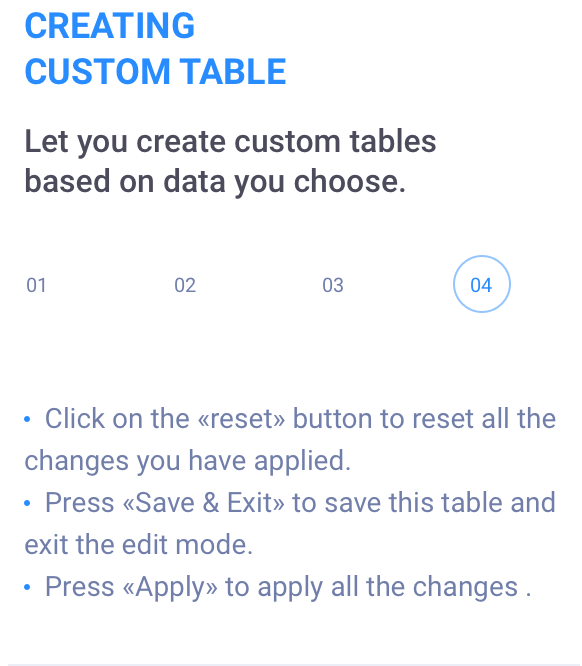 CREATING
CUSTOM TABLE
Let you create custom tables
based on data you choose.
01 02 03 04
• Click on the «reset» button to reset all the
changes you have applied.
• Press «Save & Exit» to save this table and
exit the edit mode.
• Press «Apply» to apply all the changes .